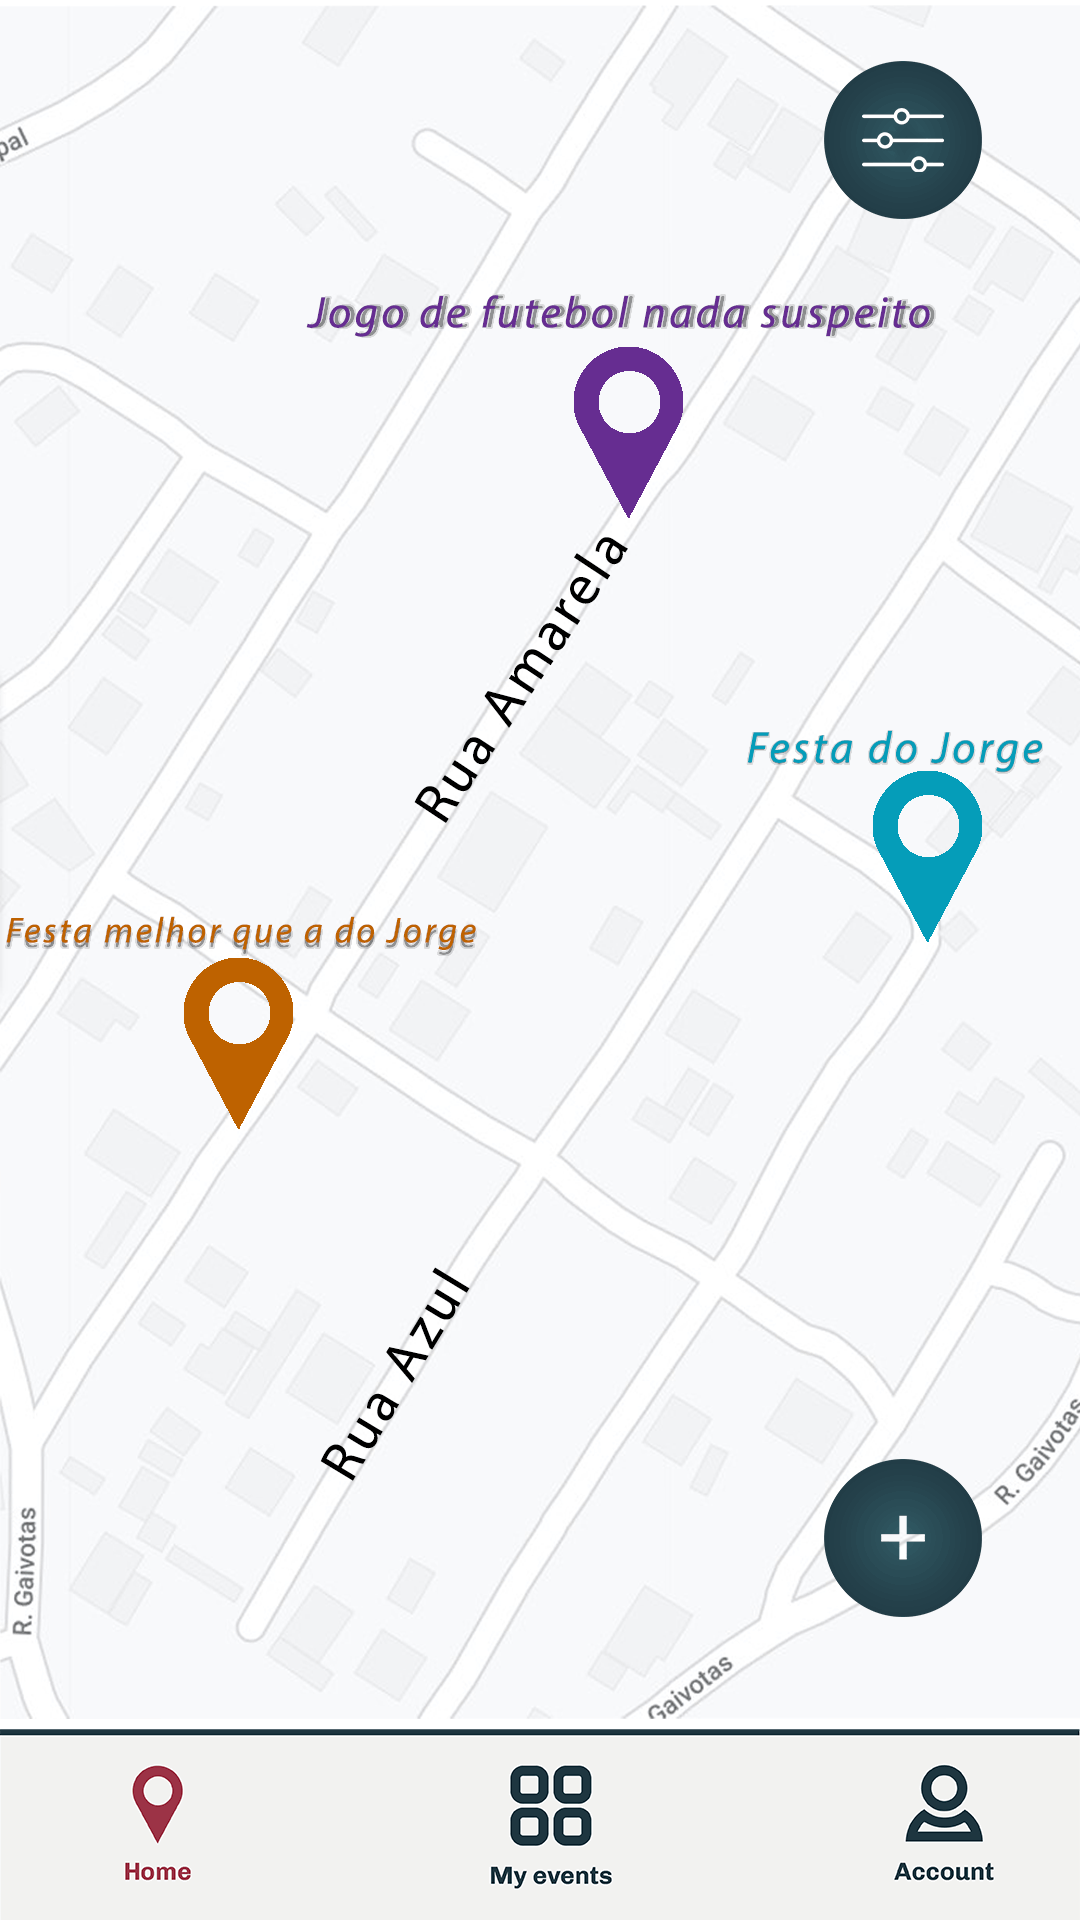 pal
Jogo de futebol nada suspeito
Rua Amarela
Festa do Jorge
Festa melhor que a do Jorge
Rua Azul
R. Gaivotas
R. Gaivotas
Gaivotas
Home
My events
Account